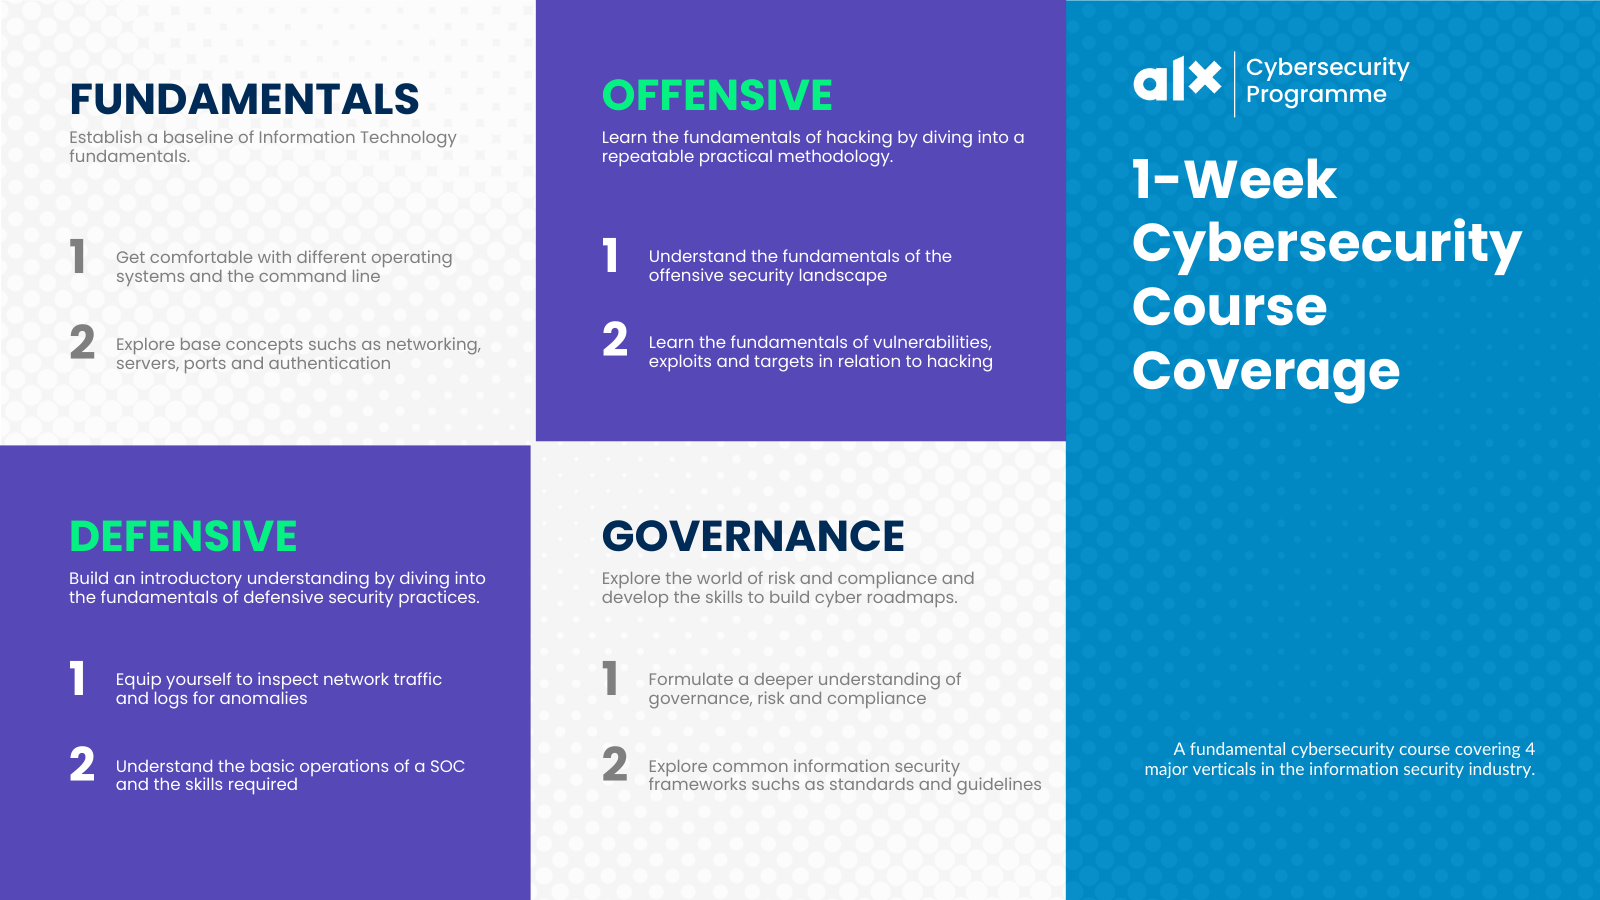 FUNDAMENTALS
Establish a baseline of Information Technology
fundamentals.
1
Get comfortable with different operating
systems and the command line
2
Explore base concepts suchs as networking,
servers, ports and authentication
OFFENSIVE
Learn the fundamentals of hacking by diving into a
repeatable practical methodology.
1
Understand the fundamentals of the
offensive security landscape
2
Learn the fundamentals of vulnerabilities,
exploits and targets in relation to hacking
DEFENSIVE
Build an introductory understanding by diving into
the fundamentals of defensive security practices.
1
Equip yourself to inspect network traffic
and logs for anomalies
2
Understand the basic operations of a SOC
and the skills required
GOVERNANCE
Explore the world of risk and compliance and
develop the skills to build cyber roadmaps.
1
Formulate a deeper understanding of
governance, risk and compliance
2
Explore common information security
frameworks suchs as standards and guidelines
alx
Cybersecurity
Programme
1-Week
Cybersecurity
Course
Coverage
A fundamental cybersecurity course covering 4
major verticals in the information security industry.